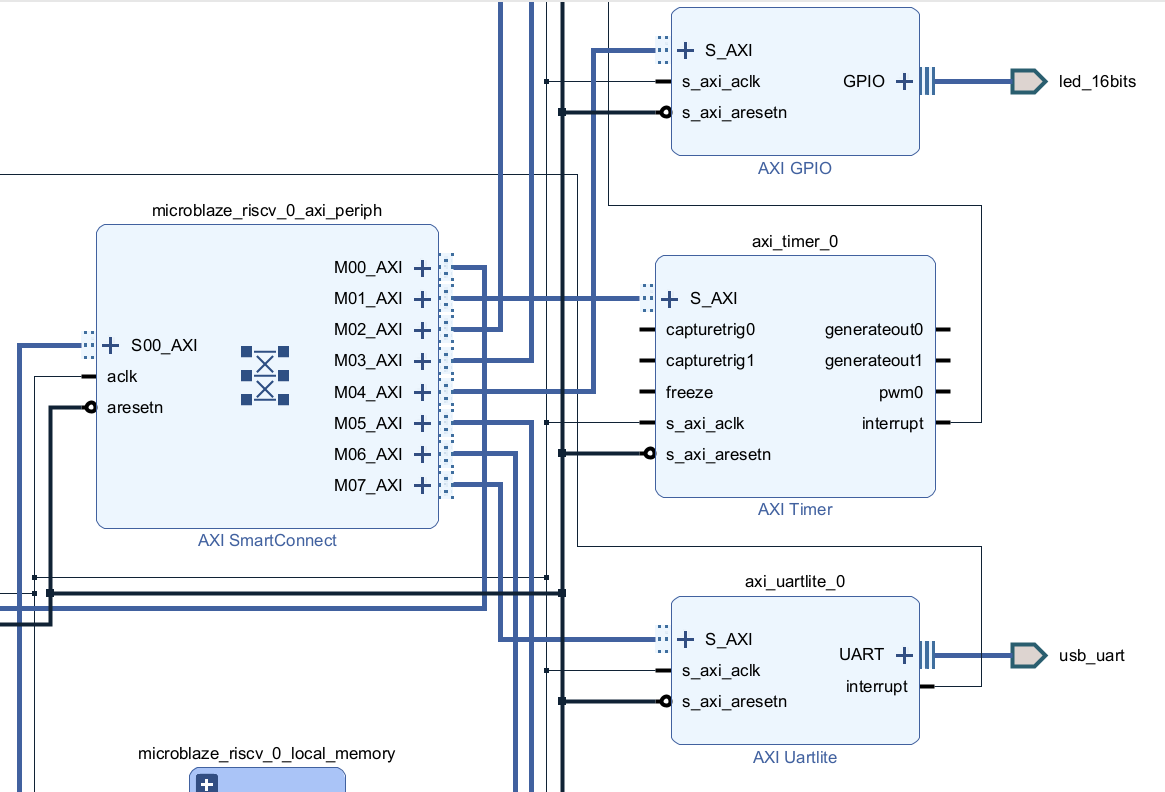 S_AXI
s_axi_aclk
s_axi_aresetn
GPIO
led_16bits
AXI GPIO
microblaze_riscv_0_axi_periph
S00_AXI
aclk
aresetn
M00_AXI
M01_AXI
M02_AXI
M03_AXI
M04_AXI
M05_AXI
M06_AXI
M07_AXI
AXI SmartConnect
axi_timer_0
S_AXI
capturetrig0
capturetrig1
freeze
s_axi_aclk
s_axi_aresetn
generateout0
generateout1
pwm0
interrupt
AXI Timer
axi_uartlite_0
S_AXI
s_axi_aclk
s_axi_aresetn
UART
interrupt
usb_uart
AXI Uartlite
microblaze_riscv_0_local_memory